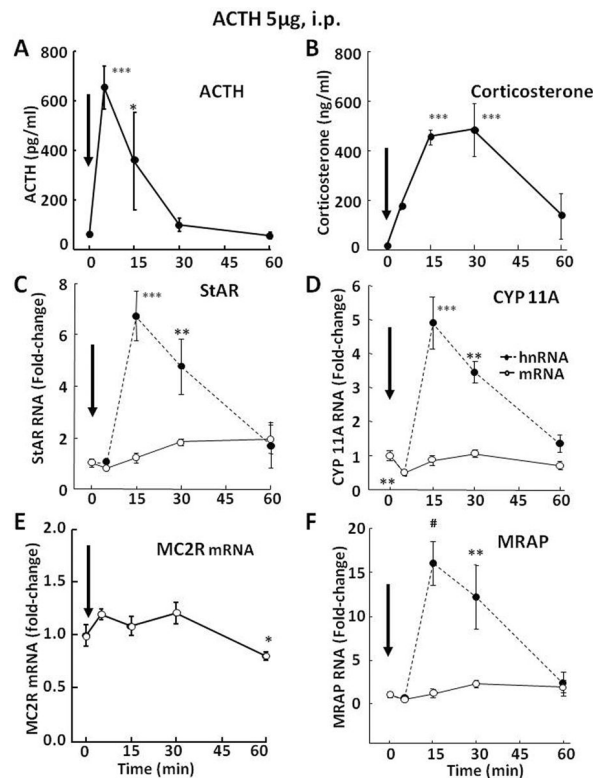 ACTH 5µg, i.p.
A
ACTH
ACTH (pg/ml)
800
600
400
200
0
***
*
0 15 30 45 60
B
Corticosterone
Corticosterone (ng/ml)
800
600
400
200
0
***
***
0 15 30 45 60
C
StAR
StAR RNA (Fold-change)
8
6
4
2
0
***
**
0 15 30 45 60
D
CYP 11A
CYP 11A RNA (Fold-change)
6
5
4
3
2
1
0
***
**
**
hnRNA
mRNA
0 15 30 45 60
E
MC2R mRNA
MC2R mRNA (fold-change)
2.0
1.5
1.0
0.5
0.0
*
0 15 30 45 60
Time (min)
F
MRAP
MRAP RNA (Fold-change)
20
15
10
5
0
#
**
0 15 30 45 60
Time (min)